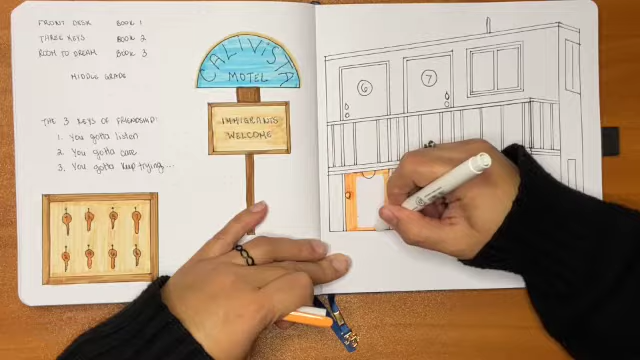 FRONT DESK BOOK 1
THREE KEYS BOOK 2
ROOM TO DREAM BOOK 3
MIDDLE GRADE
THE 3 KEYS OF FRIENDSHIP:
1. You gotta listen
2. You gotta care
3. You gotta keep trying...
CALIVISTA
MOTEL
IMMIGRANTS
WELCOME
6
7